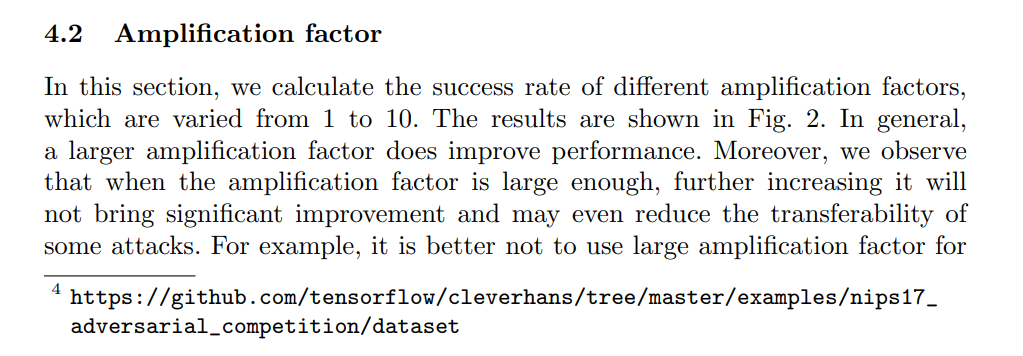 4.2 Amplification factor
In this section, we calculate the success rate of different amplification factors,
which are varied from 1 to 10. The results are shown in Fig. 2. In general,
a larger amplification factor does improve performance. Moreover, we observe
that when the amplification factor is large enough, further increasing it will
not bring significant improvement and may even reduce the transferability of
some attacks. For example, it is better not to use large amplification factor for
4 https://github.com/tensorflow/cleverhans/tree/master/examples/nips17_
adversarial_competition/dataset